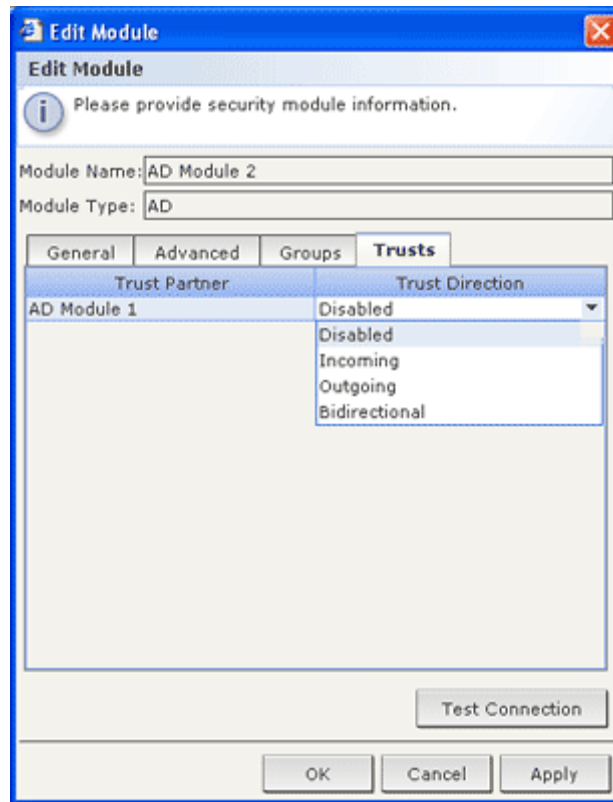 Edit Module
Edit Module
i Please provide security module information.
Module Name: AD Module 2
Module Type: AD
General Advanced Groups Trusts
Trust Partner Trust Direction
AD Module 1 Disabled
Disabled
Incoming
Outgoing
Bidirectional
Test Connection
OK Cancel Apply